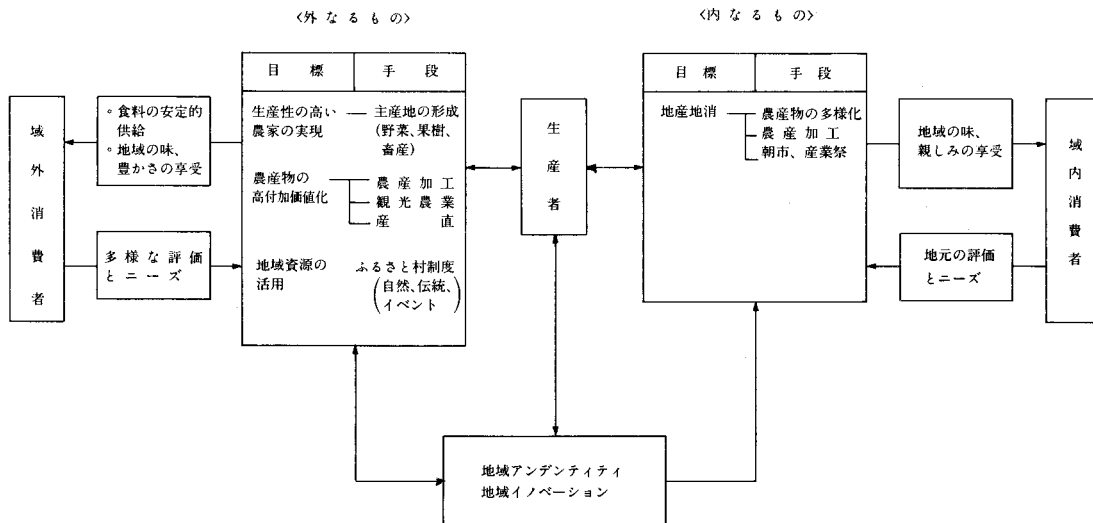 〈外なるもの〉
〈内なるもの〉
域外消費者
。食料の安定的
供給
。地域の味、
豊かさの享受
多様な評価
とニーズ
目標
手段
生産性の高い
農家の実現
主産地の形成
(野菜、果樹、
畜産)
農産物の
高付加価値化
農産加工
観光農業
産直
地域資源の
活用
ふるさと村制度
(自然、伝統、
イベント)
生産者
目標
手段
地産地消
農産物の多様化
農産加工
朝市、産業祭
地域の味、
親しみの享受
地元の評価
とニーズ
域内消費者
地域アンデンティティ
地域イノベーション